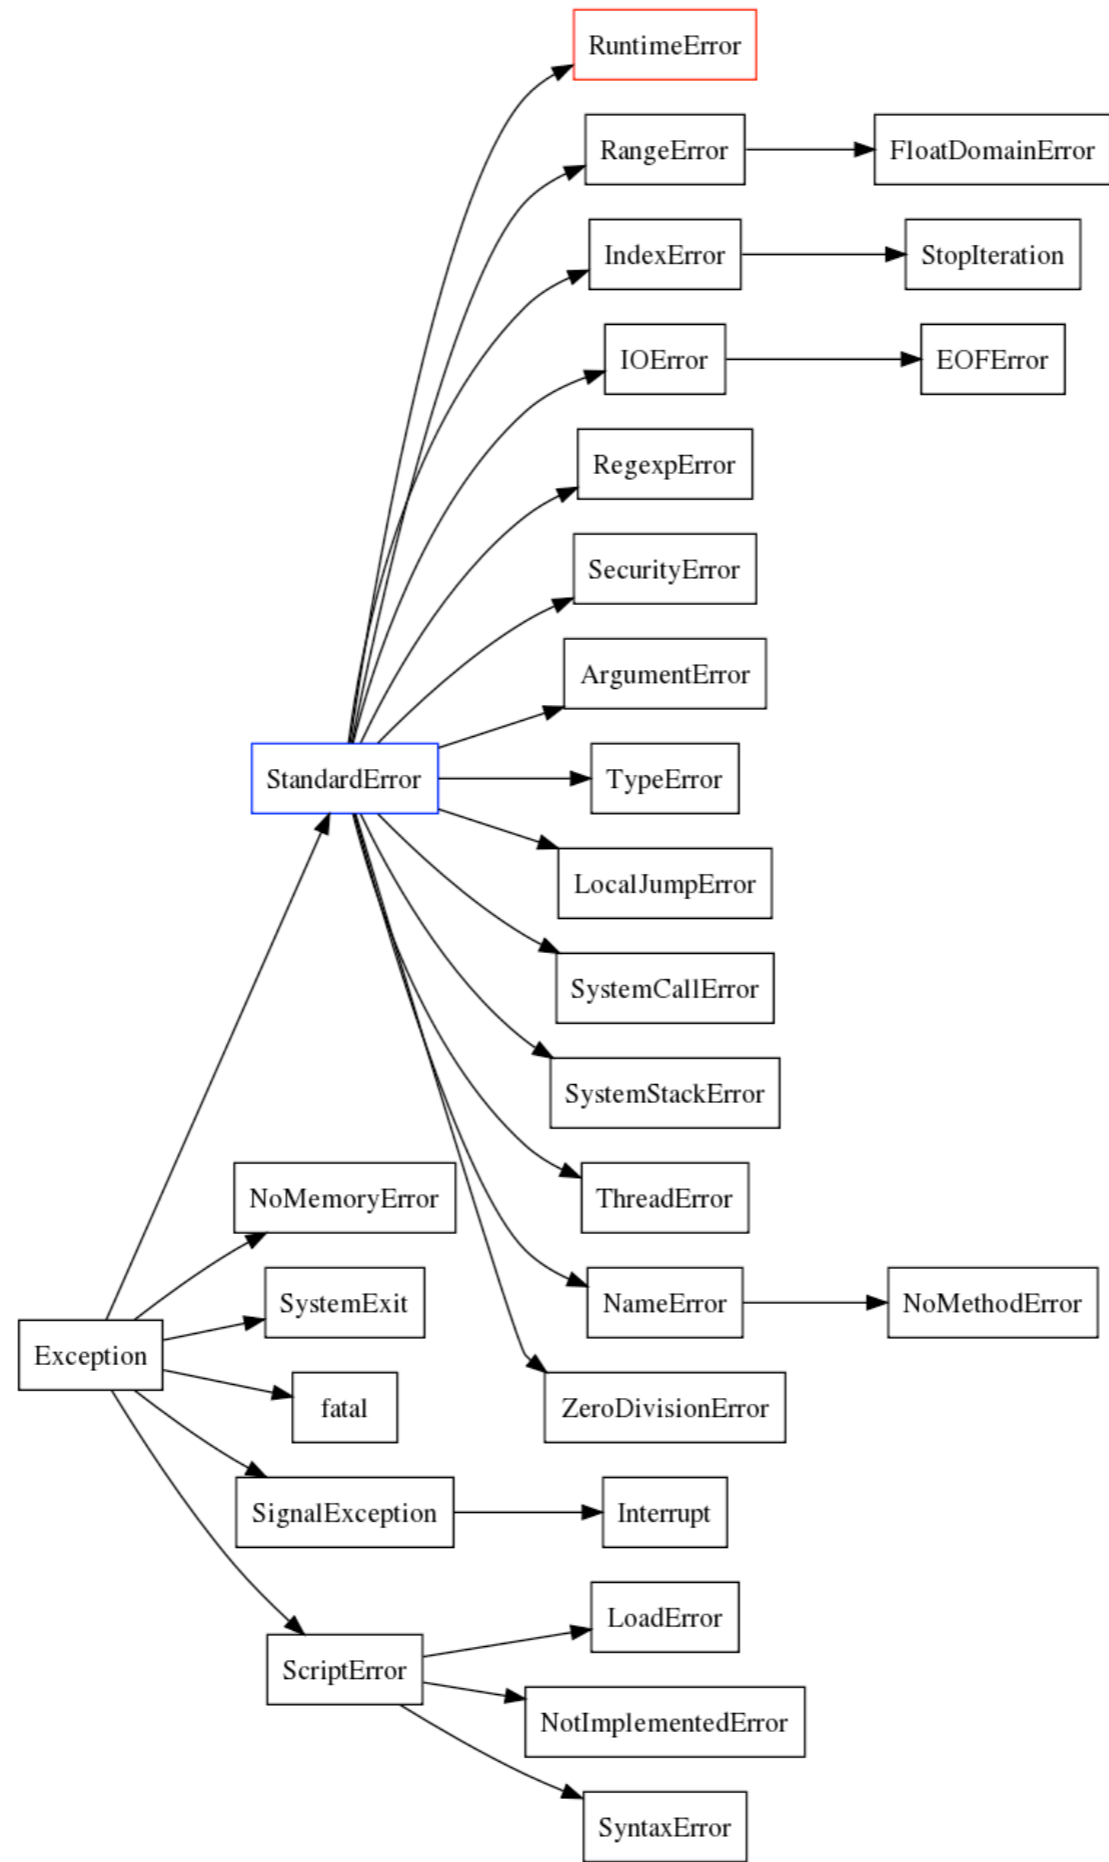 RuntimeError
RangeError
FloatDomainError
IndexError
StopIteration
IOError
EOFError
RegexpError
SecurityError
ArgumentError
StandardError
TypeError
LocalJumpError
SystemCallError
SystemStackError
NoMemoryError
ThreadError
SystemExit
NameError
NoMethodError
Exception
fatal
ZeroDivisionError
SignalException
Interrupt
LoadError
ScriptError
NotImplementedError
SyntaxError